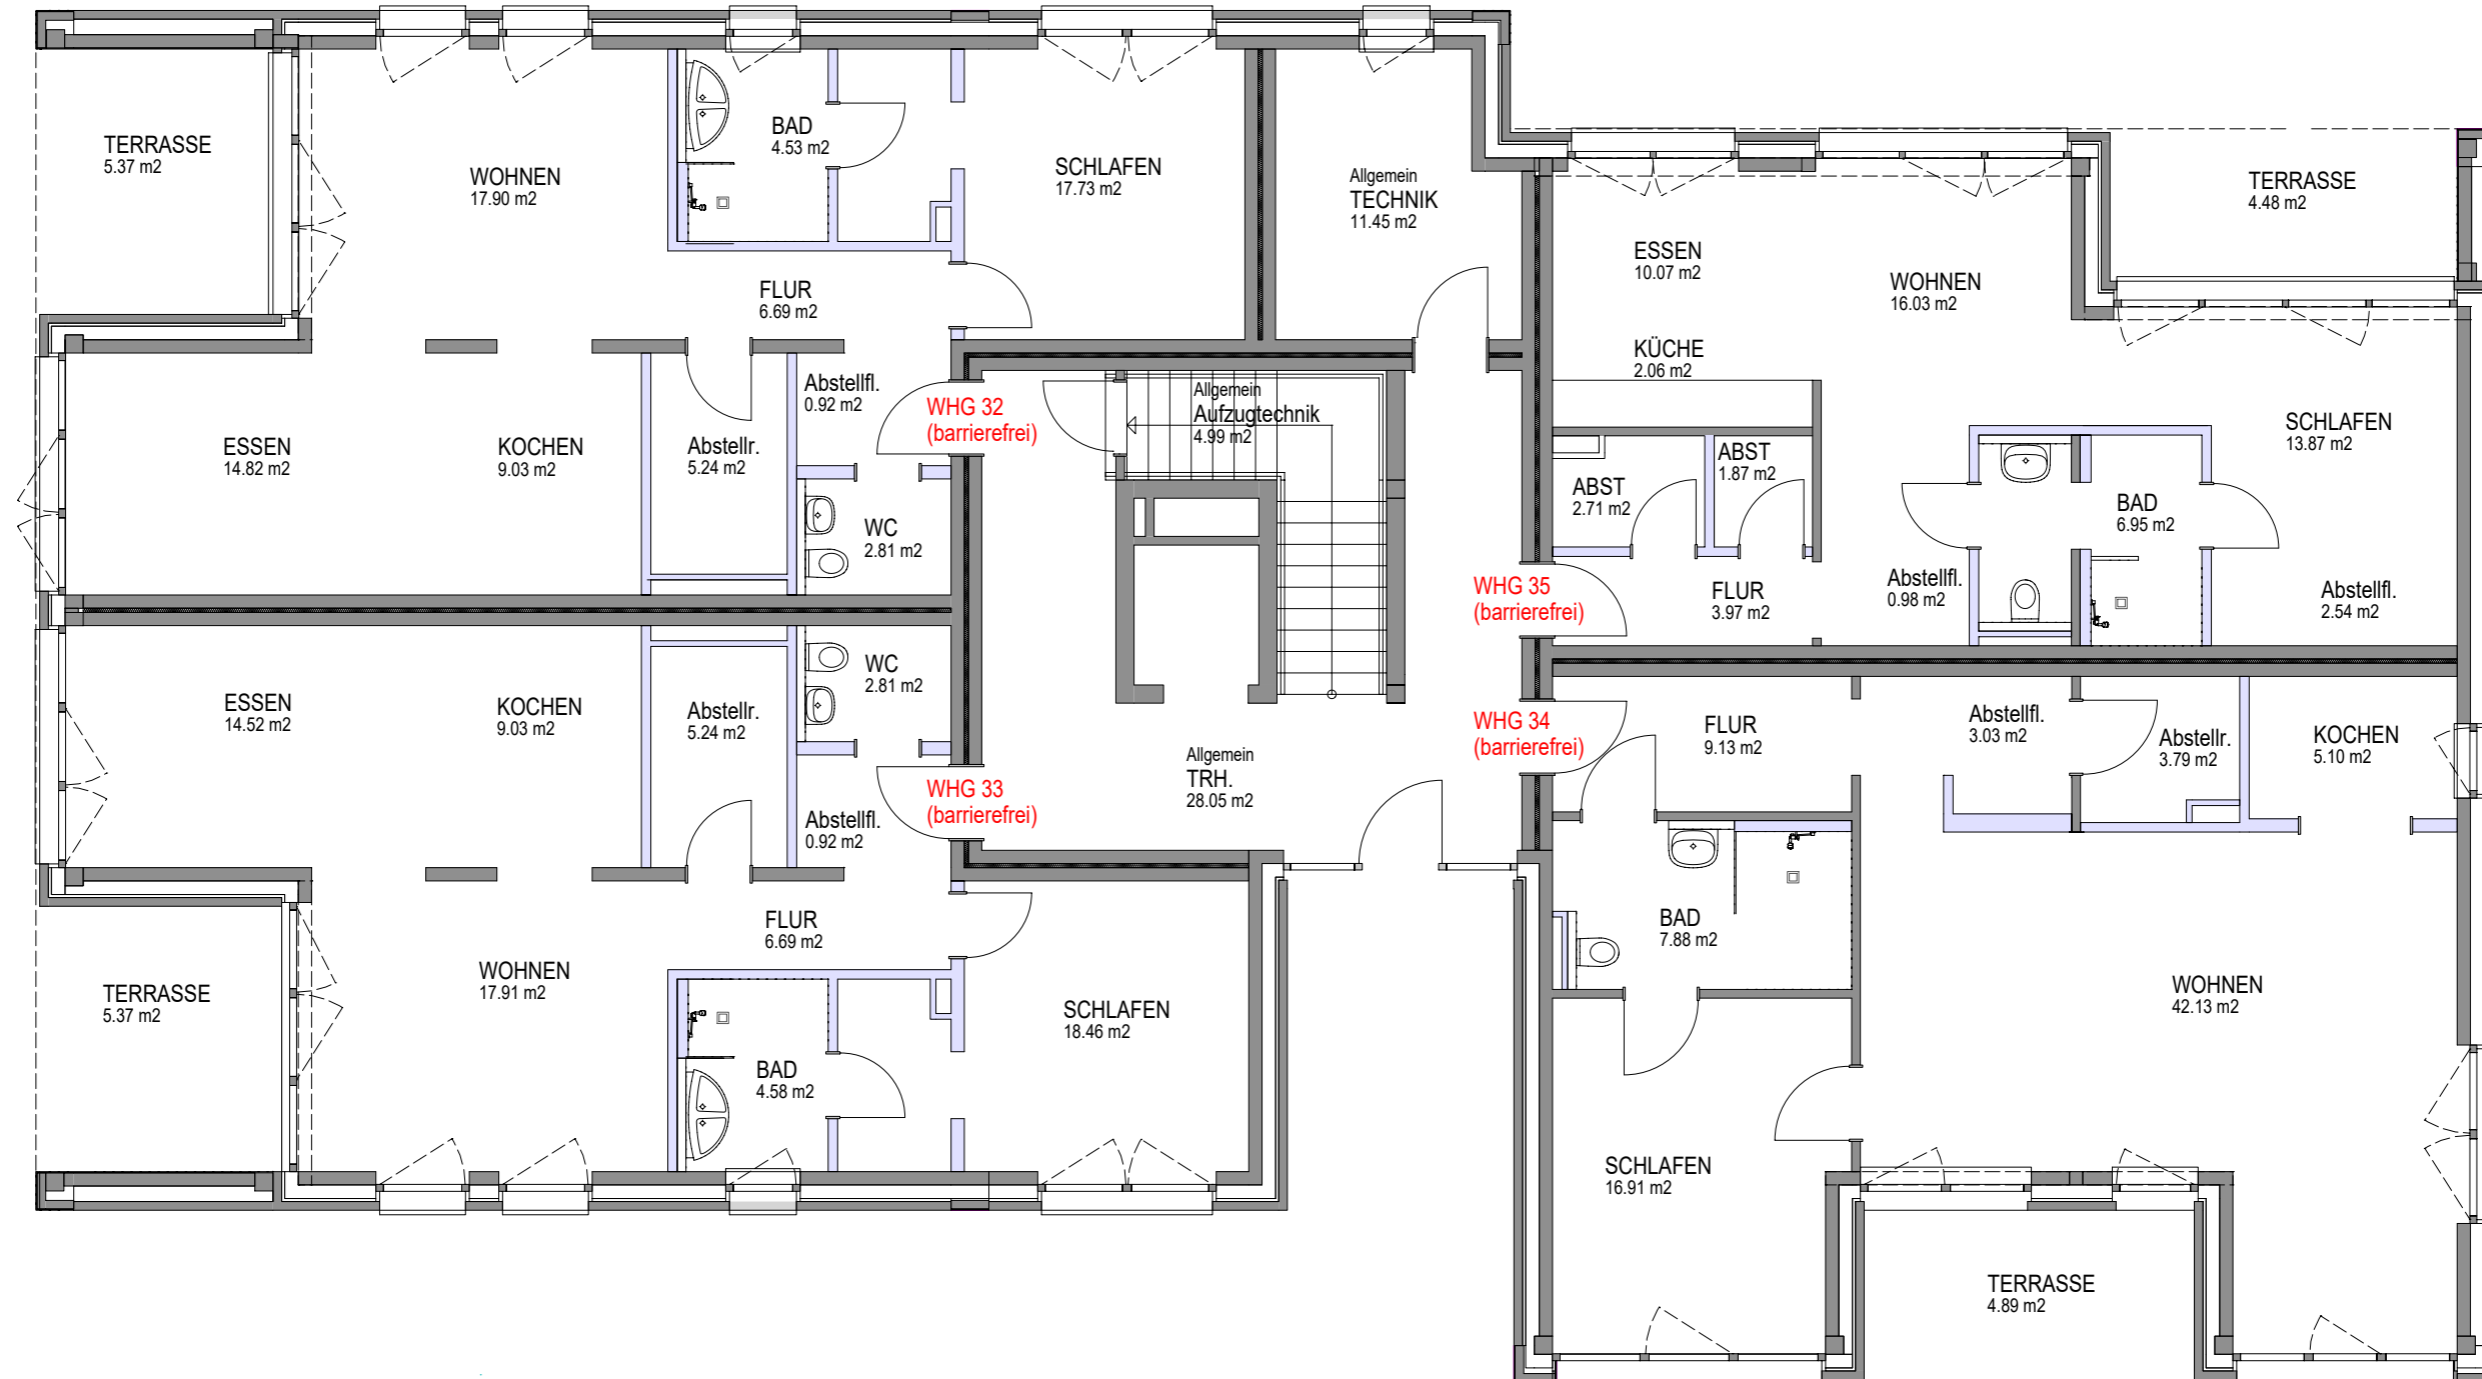 TERRASSE
5.37 m2
WOHNEN
17.90 m2
BAD
4.53 m2
SCHLAFEN
17.73 m2
Allgemein
TECHNIK
11.45 m2
TERRASSE
4.48 m2
ESSEN
10.07 m2
WOHNEN
16.03 m2
FLUR
6.69 m2
KÜCHE
2.06 m2
Abstellfl.
0.92 m2
WHG 32
(barrierefrei)
Allgemein
Aufzugtechnik
4.99 m2
ESSEN
14.82 m2
KOCHEN
9.03 m2
Abstellr.
5.24 m2
SCHLAFEN
13.87 m2
ABST
1.87 m2
ABST
2.71 m2
BAD
6.95 m2
WC
2.81 m2
WHG 35
(barrierefrei)
FLUR
3.97 m2
Abstellfl.
0.98 m2
Abstellfl.
2.54 m2
WC
2.81 m2
ESSEN
14.52 m2
KOCHEN
9.03 m2
Abstellr.
5.24 m2
WHG 34
(barrierefrei)
FLUR
9.13 m2
Abstellfl.
3.03 m2
Abstellr.
3.79 m2
KOCHEN
5.10 m2
Allgemein
TRH.
28.05 m2
WHG 33
(barrierefrei)
Abstellfl.
0.92 m2
FLUR
6.69 m2
BAD
7.88 m2
WOHNEN
17.91 m2
TERRASSE
5.37 m2
SCHLAFEN
18.46 m2
WOHNEN
42.13 m2
BAD
4.58 m2
SCHLAFEN
16.91 m2
TERRASSE
4.89 m2